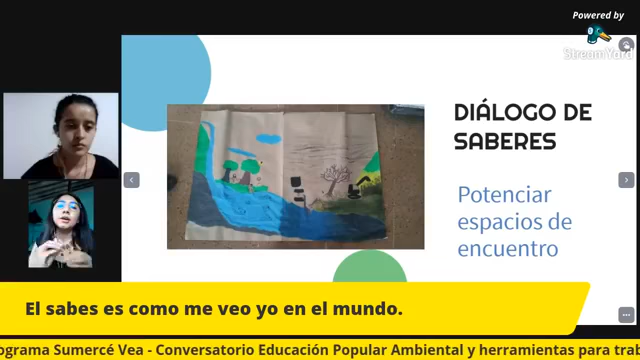 Powered by
StreamYard
DIÁLOGO DE
SABERES
Potenciar
espacios de
encuentro
El sabes es como me veo yo en el mundo.
ograma Sumercé Vea - Conversatorio Educación Popular Ambiental y herramientas para trab